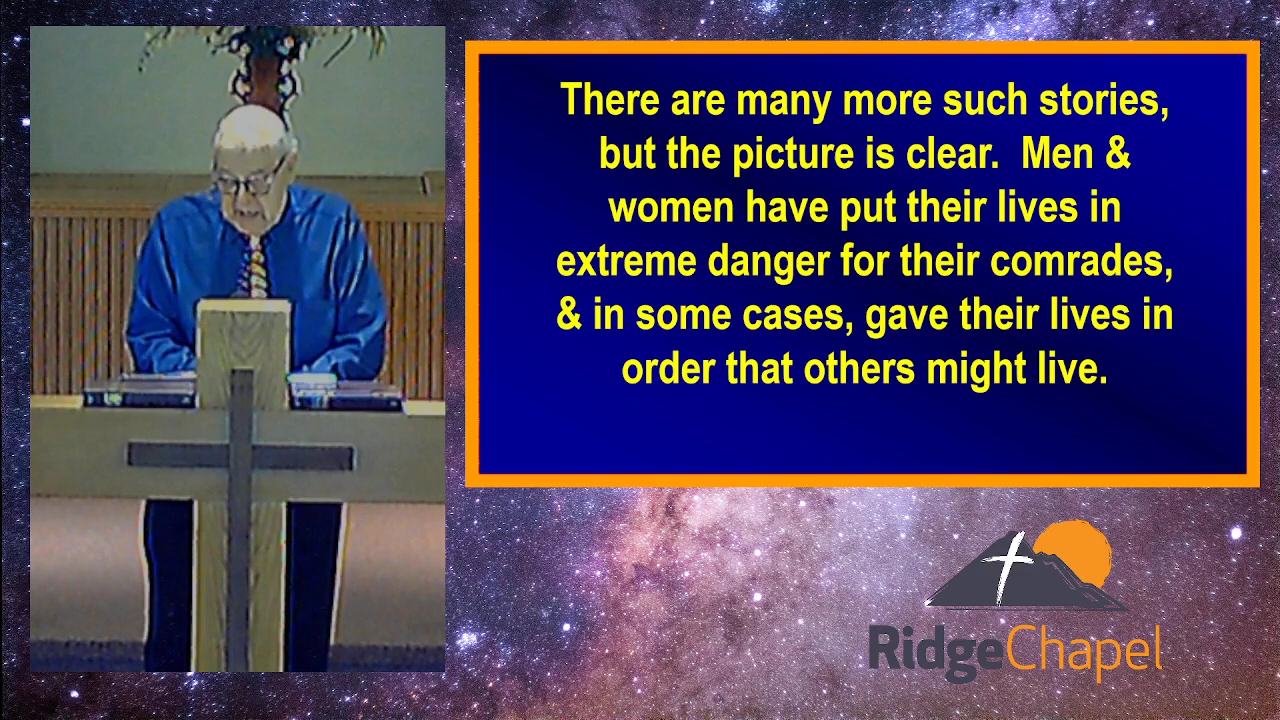 There are many more such stories,
but the picture is clear.  Men &
women have put their lives in
extreme danger for their comrades,
& in some cases, gave their lives in
order that others might live.
RidgeChapel